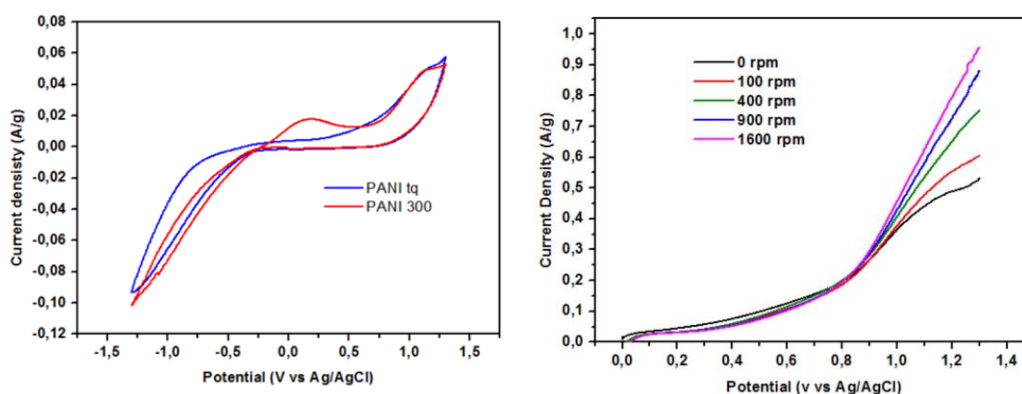 0,08
0,06
0,04
0,02
0,00
-0,02
-0,04
-0,06
-0,08
-0,10
-0,12
Current densisty (A/g)
PANI tq
PANI 300
-1,5 -1,0 -0,5 0,0 0,5 1,0 1,5
Potential (V vs Ag/AgCl)
1,0
0,9
0,8
0,7
0,6
0,5
0,4
0,3
0,2
0,1
0,0
Current Density (A/g)
0 rpm
100 rpm
400 rpm
900 rpm
1600 rpm
0,0 0,2 0,4 0,6 0,8 1,0 1,2 1,4
Potential (v vs Ag/AgCl)